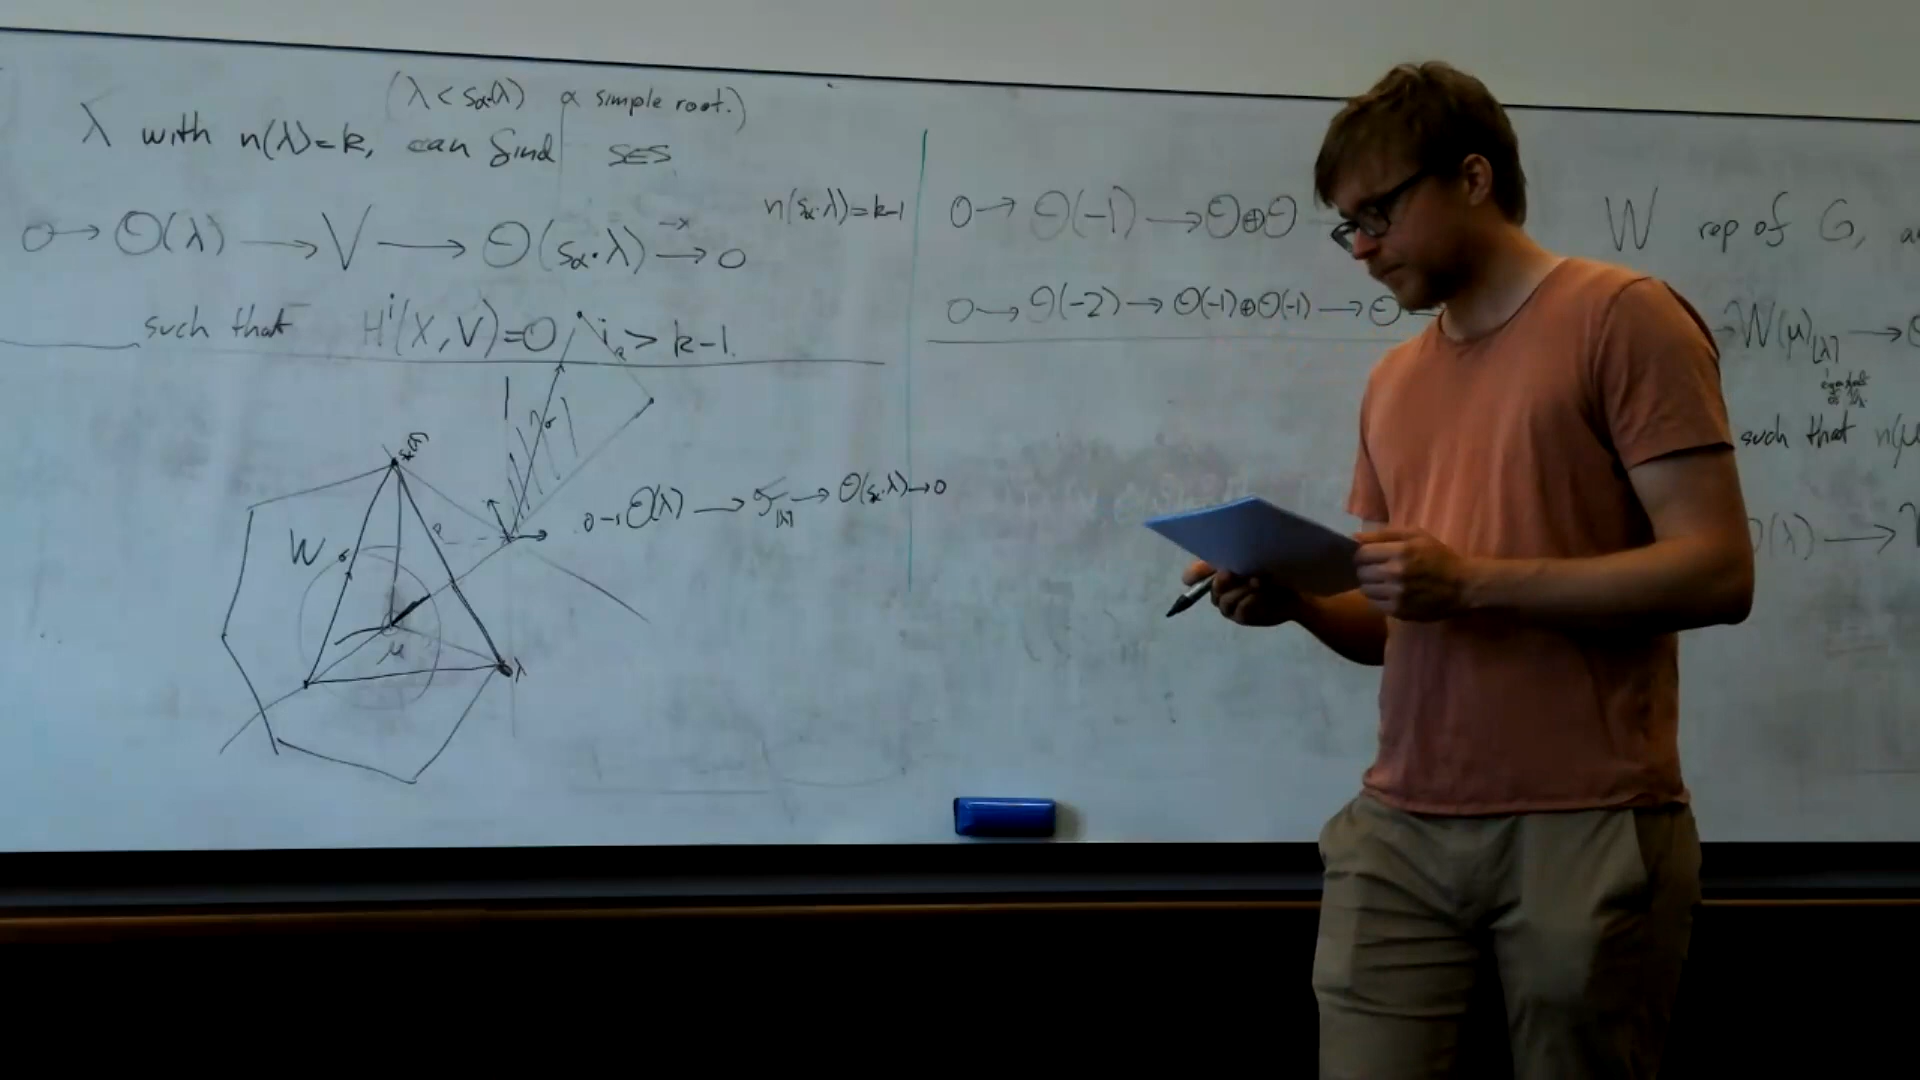 (λ < sα·λ) α simple root.)
λ with n(λ)=k, can find SES
n(sα·λ)=k-1
0 → O(λ) → V → O(sα·λ) → 0
such that H^i(X,V)=0 i > k-1.
W
μ
λ
0→O(λ) → → O(sα·λ)→0
0→ O(-1) → O⊕O
0→ O(-2) → O(-1)⊕O(-1) → O
W rep of G,
→W(μ)[λ] →
such that n(μ
(λ) →